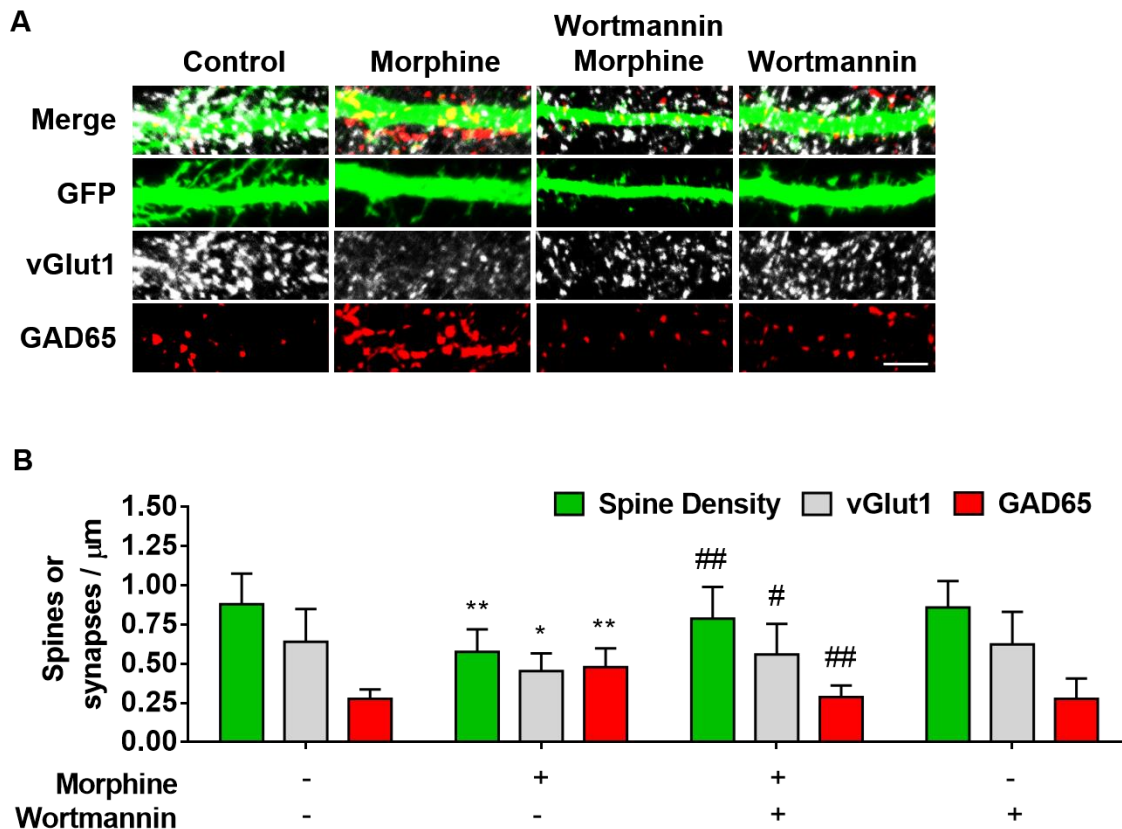 A
Control
Morphine
Wortmannin
Morphine
Wortmannin
Merge
GFP
vGlut1
GAD65
B
Spines or
synapses / μm
1.50
1.25
1.00
0.75
0.50
0.25
0.00
Spine Density
vGlut1
GAD65
** * **
## # ##
Morphine - + + -
Wortmannin - - + +